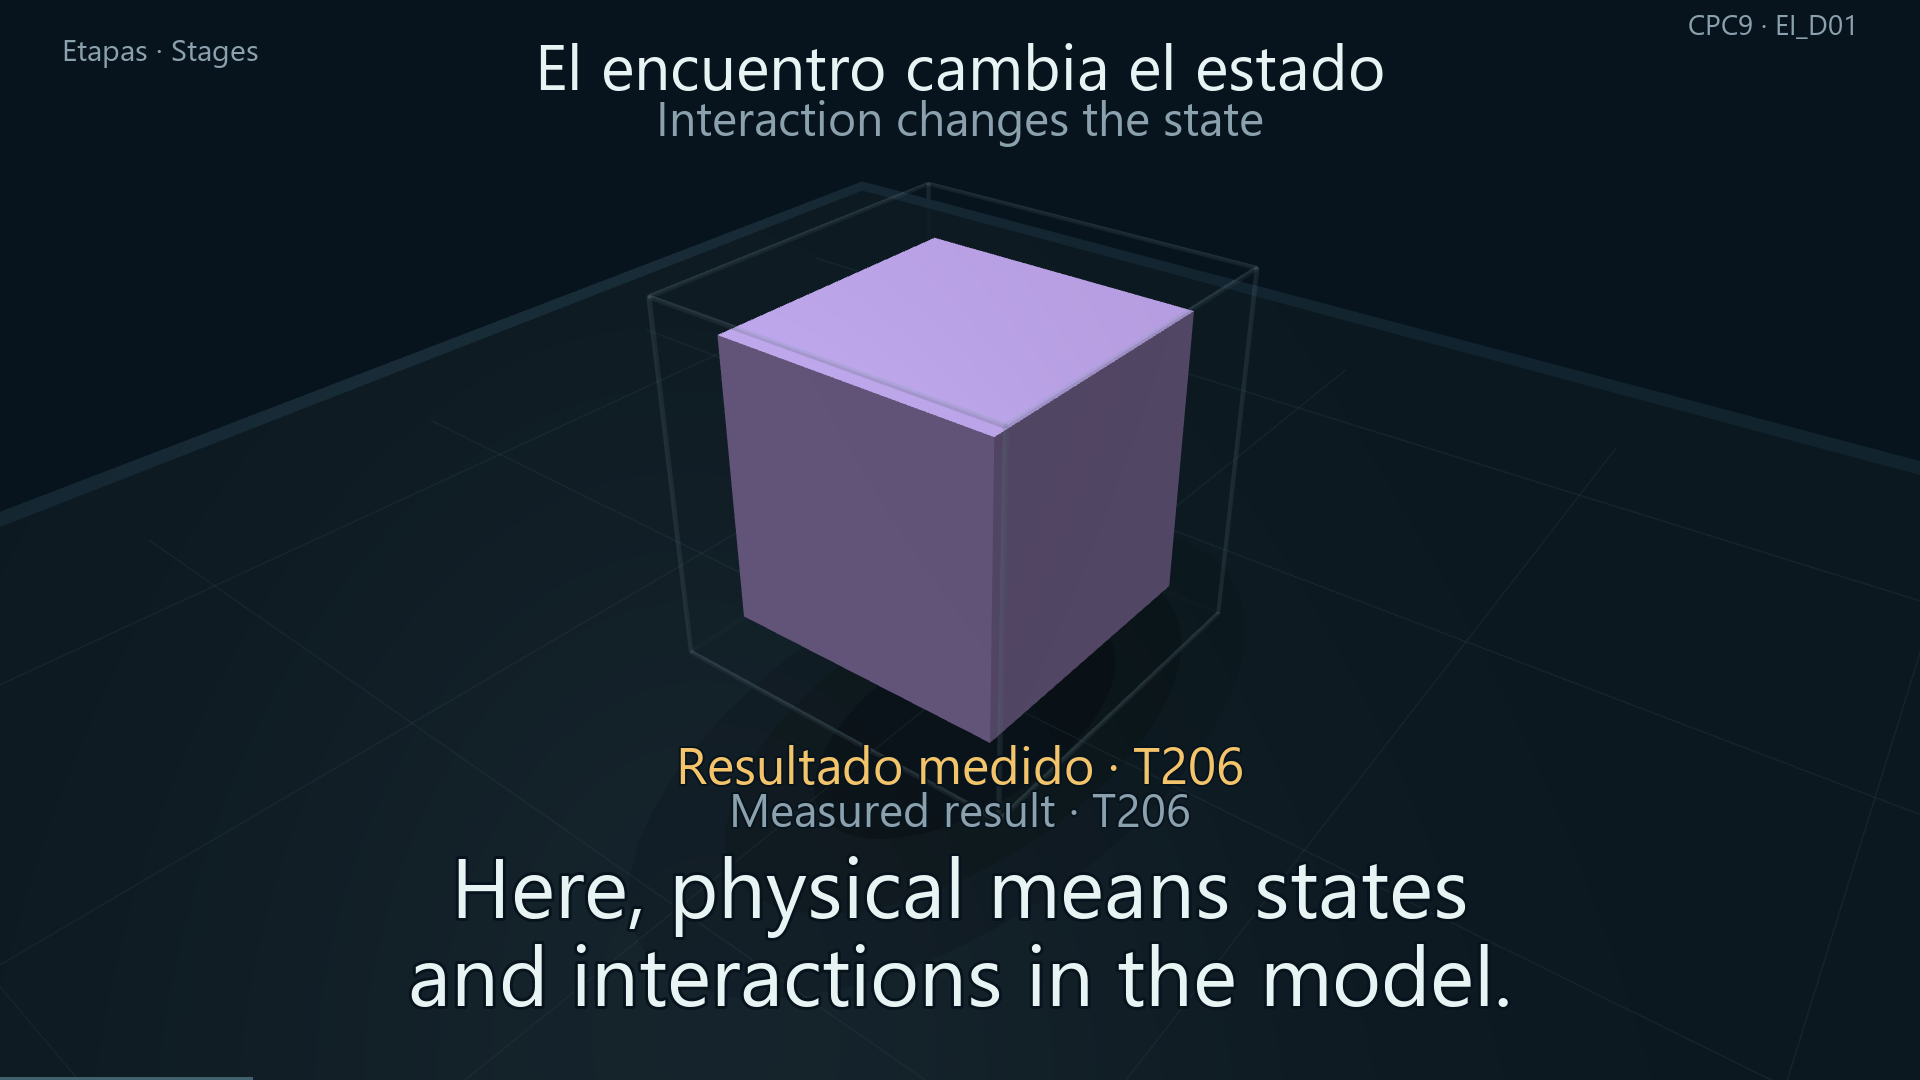 Etapas · Stages
CPC9 · EI_D01
El encuentro cambia el estado
Interaction changes the state
Resultado medido · T206
Measured result · T206
Here, physical means states
and interactions in the model.